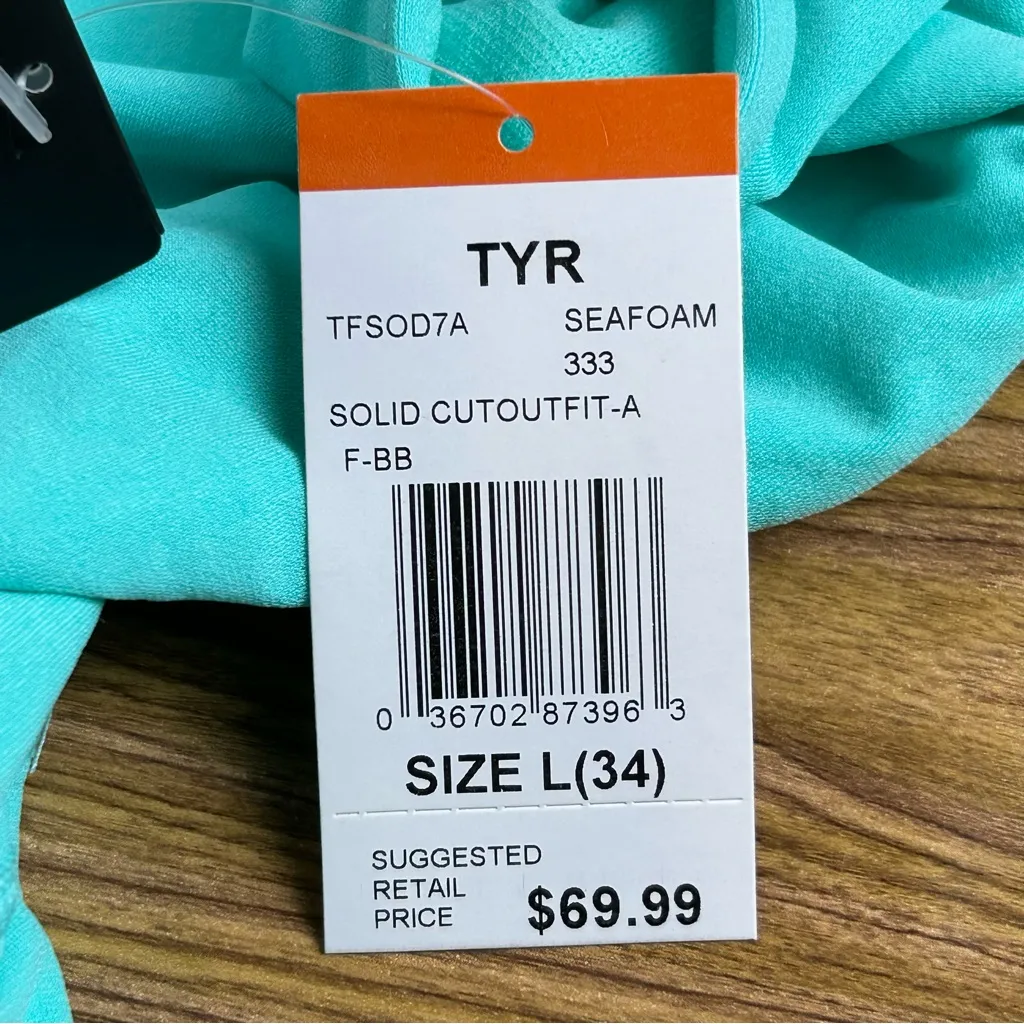 TYR
TFSOD7A SEAFOAM
333
SOLID CUTOUTFIT-A
F-BB
0 36702 87396 3
SIZE L(34)
SUGGESTED
RETAIL
PRICE $69.99